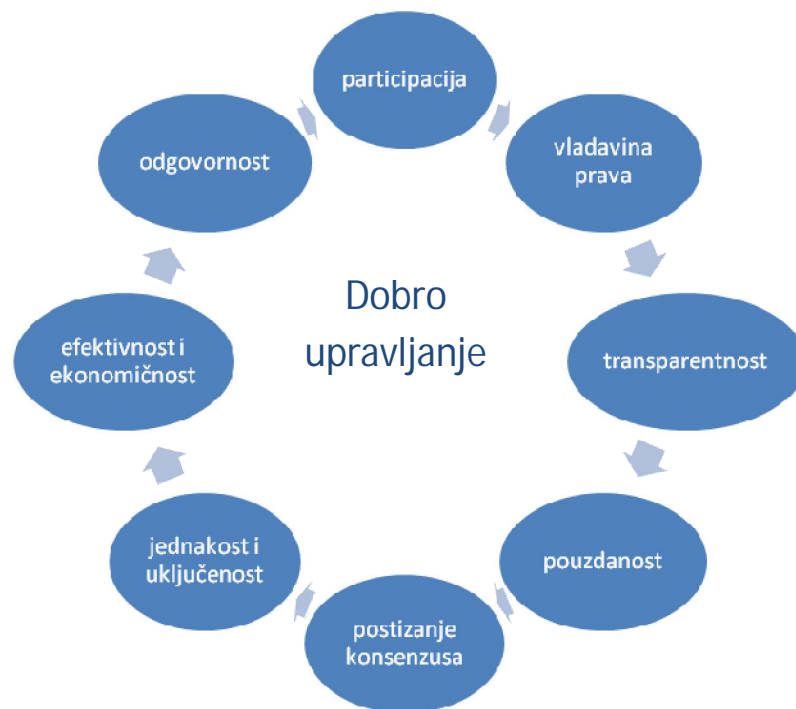 participacija
vladavina
prava
transparentnost
pouzdanost
postizanje
konsenzusa
jednakost i
uključenost
efektivnost i
ekonomičnost
odgovornost
Dobro
upravljanje